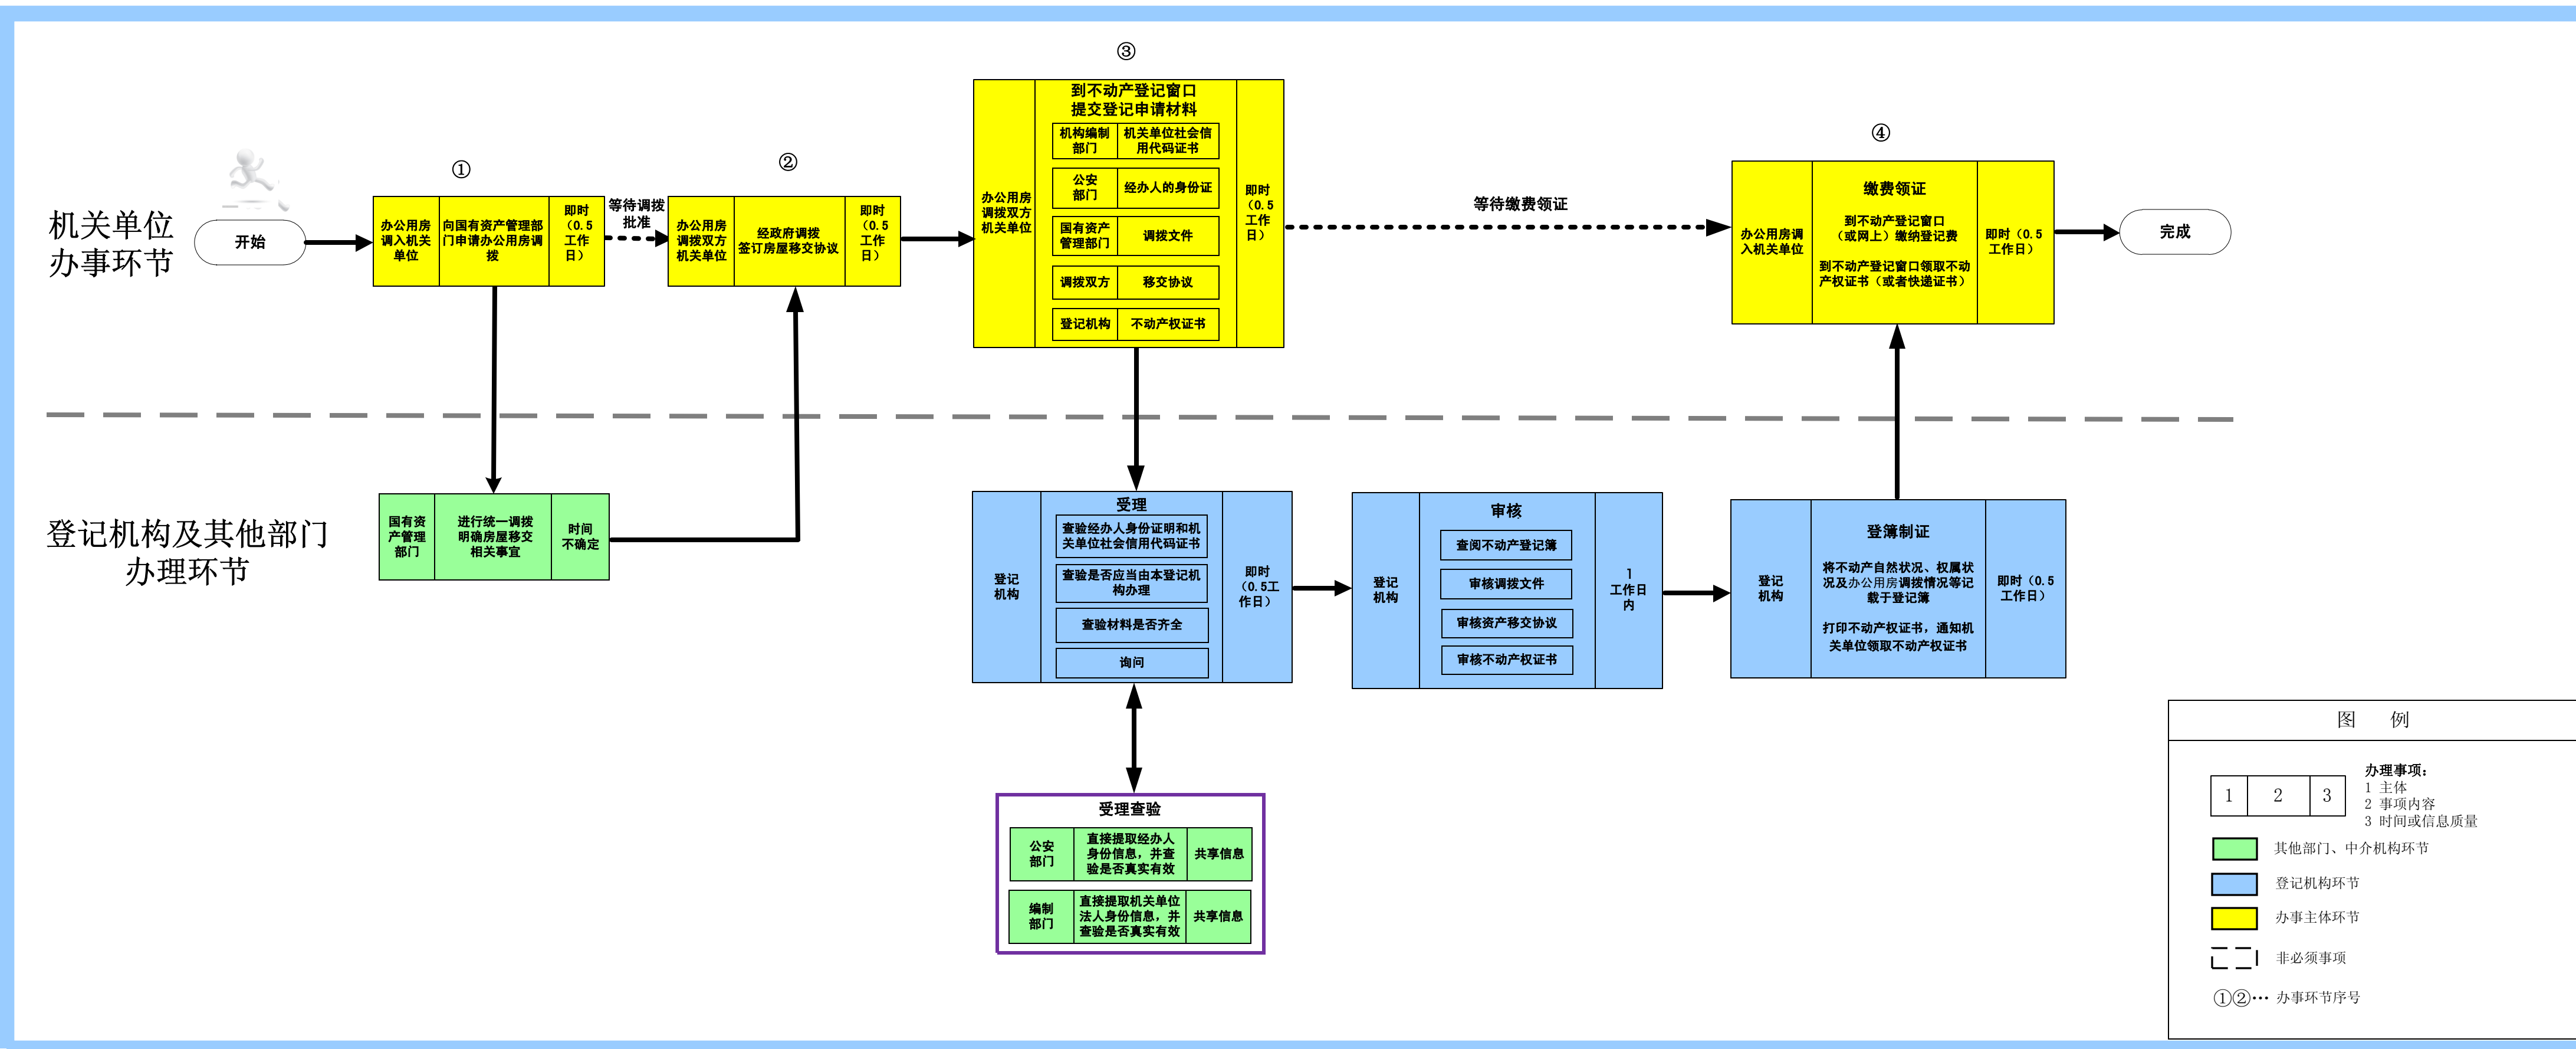 机关单位
办事环节
开始
①
办公用房
调入机关
单位
向国有资产管理部
门申请办公用房调
拨
即时
（0.5
工作
日）
等待调拨
批准
②
办公用房
调拨双方
机关单位
经政府调拨
签订房屋移交协议
即时
（0.5
工作
日）
③
办公用房
调拨双方
机关单位
到不动产登记窗口
提交登记申请材料
机构编制
部门
机关单位社会信
用代码证书
公安
部门
经办人的身份证
国有资产
管理部门
调拨文件
调拨双方
移交协议
登记机构
不动产权证书
即时
（0.5
工作
日）
等待缴费领证
④
办公用房调
入机关单位
缴费领证
到不动产登记窗口
（或网上）缴纳登记费
到不动产登记窗口领取不动
产权证书（或者快递证书）
即时（0.5
工作日）
完成
登记机构及其他部门
办理环节
国有资
产管理
部门
进行统一调拨
明确房屋移交
相关事宜
时间
不确定
登记
机构
受理
查验经办人身份证明和机
关单位社会信用代码证书
查验是否应当由本登记机
构办理
查验材料是否齐全
询问
即时
（0.5工
作日）
登记
机构
审核
查阅不动产登记簿
审核调拨文件
审核资产移交协议
审核不动产权证书
1
工作日
内
登记
机构
登簿制证
将不动产自然状况、权属状
况及办公用房调拨情况等记
载于登记簿
打印不动产权证书，通知机
关单位领取不动产权证书
即时（0.5
工作日）
受理查验
公安
部门
直接提取经办人
身份信息，并查
验是否真实有效
共享信息
编制
部门
直接提取机关单位
法人身份信息，并
查验是否真实有效
共享信息
图 例
1 2 3
办理事项：
1 主体
2 事项内容
3 时间或信息质量
其他部门、中介机构环节
登记机构环节
办事主体环节
非必须事项
①②… 办事环节序号